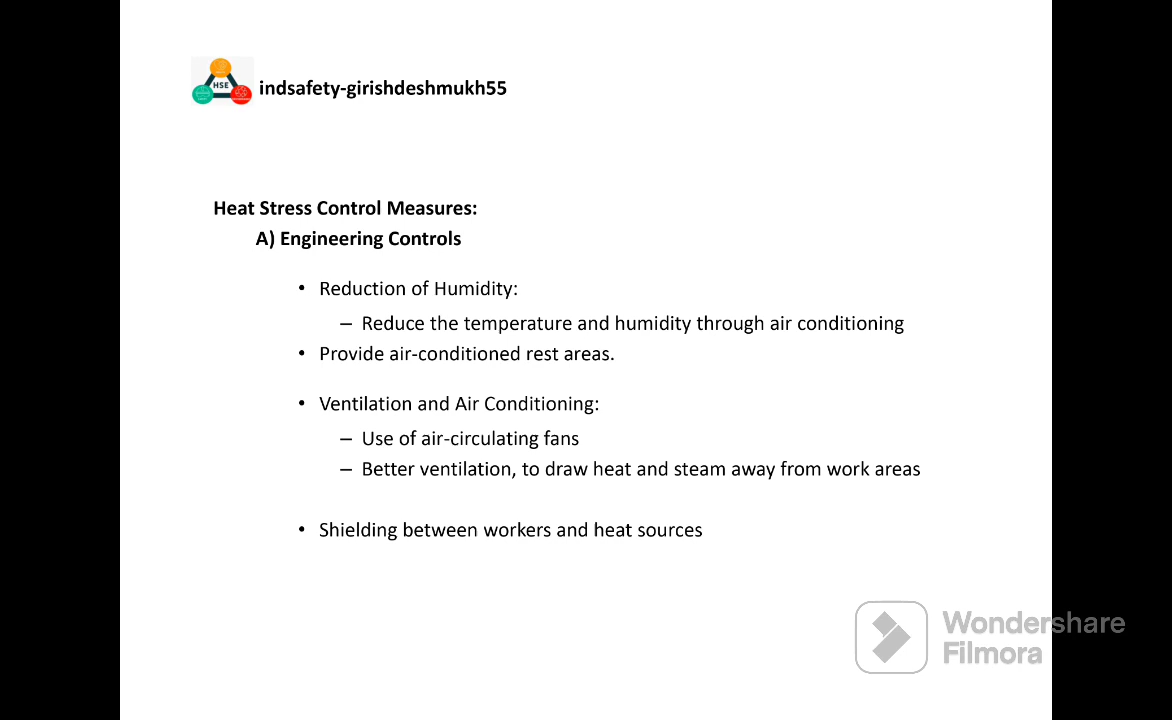 HSE
indsafety-girishdeshmukh55
Heat Stress Control Measures:
A) Engineering Controls
• Reduction of Humidity:
– Reduce the temperature and humidity through air conditioning
• Provide air-conditioned rest areas.
• Ventilation and Air Conditioning:
– Use of air-circulating fans
– Better ventilation, to draw heat and steam away from work areas
• Shielding between workers and heat sources
Wondershare
Filmora